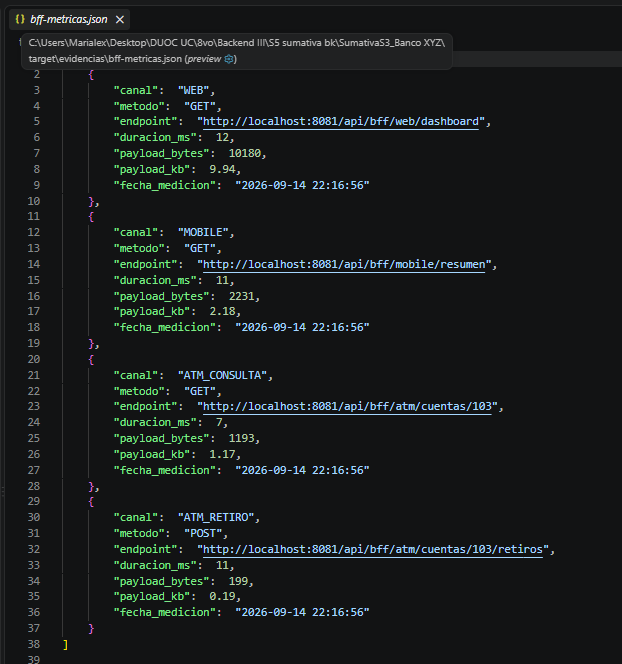 {} bff-metricas.json ×
C:\Users\Marialex\Desktop\DUOC UC\8vo\Backend III\S5 sumativa bk\SumativaS3_Banco XYZ\
target\evidencias\bff-metricas.json (preview)
2 {
3 "canal": "WEB",
4 "metodo": "GET",
5 "endpoint": "http://localhost:8081/api/bff/web/dashboard",
6 "duracion_ms": 12,
7 "payload_bytes": 10180,
8 "payload_kb": 9.94,
9 "fecha_medicion": "2026-09-14 22:16:56"
10 },
11 {
12 "canal": "MOBILE",
13 "metodo": "GET",
14 "endpoint": "http://localhost:8081/api/bff/mobile/resumen",
15 "duracion_ms": 11,
16 "payload_bytes": 2231,
17 "payload_kb": 2.18,
18 "fecha_medicion": "2026-09-14 22:16:56"
19 },
20 {
21 "canal": "ATM_CONSULTA",
22 "metodo": "GET",
23 "endpoint": "http://localhost:8081/api/bff/atm/cuentas/103",
24 "duracion_ms": 7,
25 "payload_bytes": 1193,
26 "payload_kb": 1.17,
27 "fecha_medicion": "2026-09-14 22:16:56"
28 },
29 {
30 "canal": "ATM_RETIRO",
31 "metodo": "POST",
32 "endpoint": "http://localhost:8081/api/bff/atm/cuentas/103/retiros",
33 "duracion_ms": 11,
34 "payload_bytes": 199,
35 "payload_kb": 0.19,
36 "fecha_medicion": "2026-09-14 22:16:56"
37 }
38 ]
39